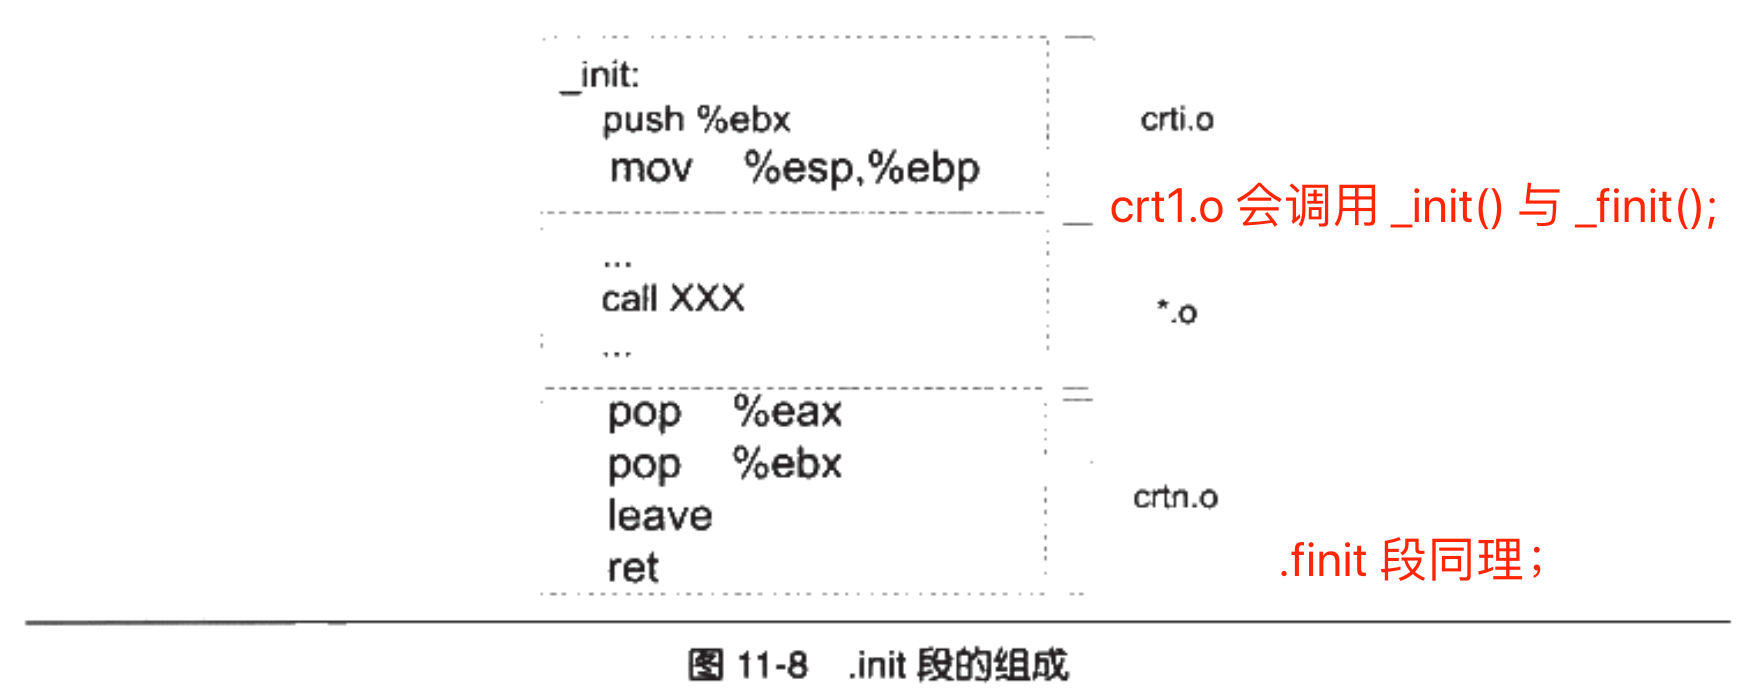 _init:
push %ebx
mov %esp,%ebp
crti.o
crt1.o 会调用 _init() 与 _finit();
...
call XXX
...
*.o
pop %eax
pop %ebx
leave
ret
crtn.o
.finit 段同理；
图 11-8 .init 段的组成